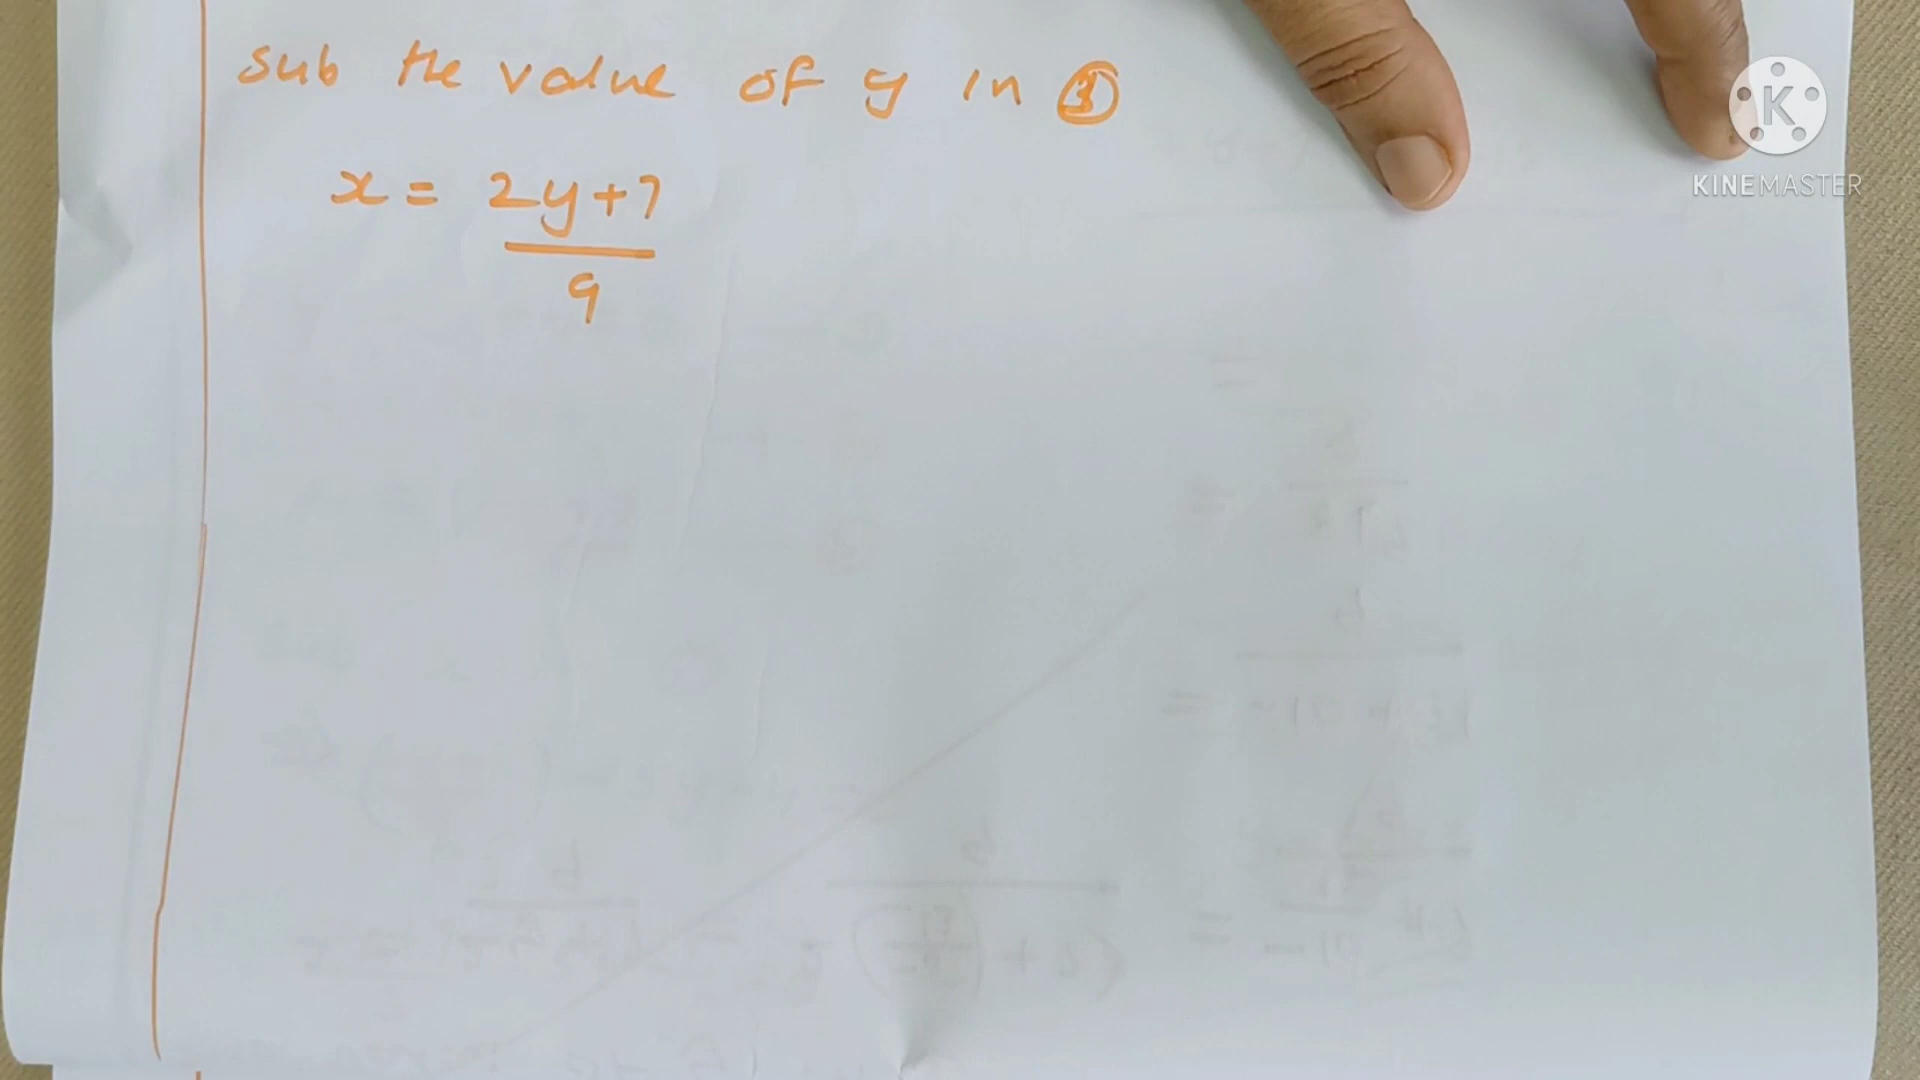 sub the value of y in ③
x = 2y+7
9
KINEMASTER